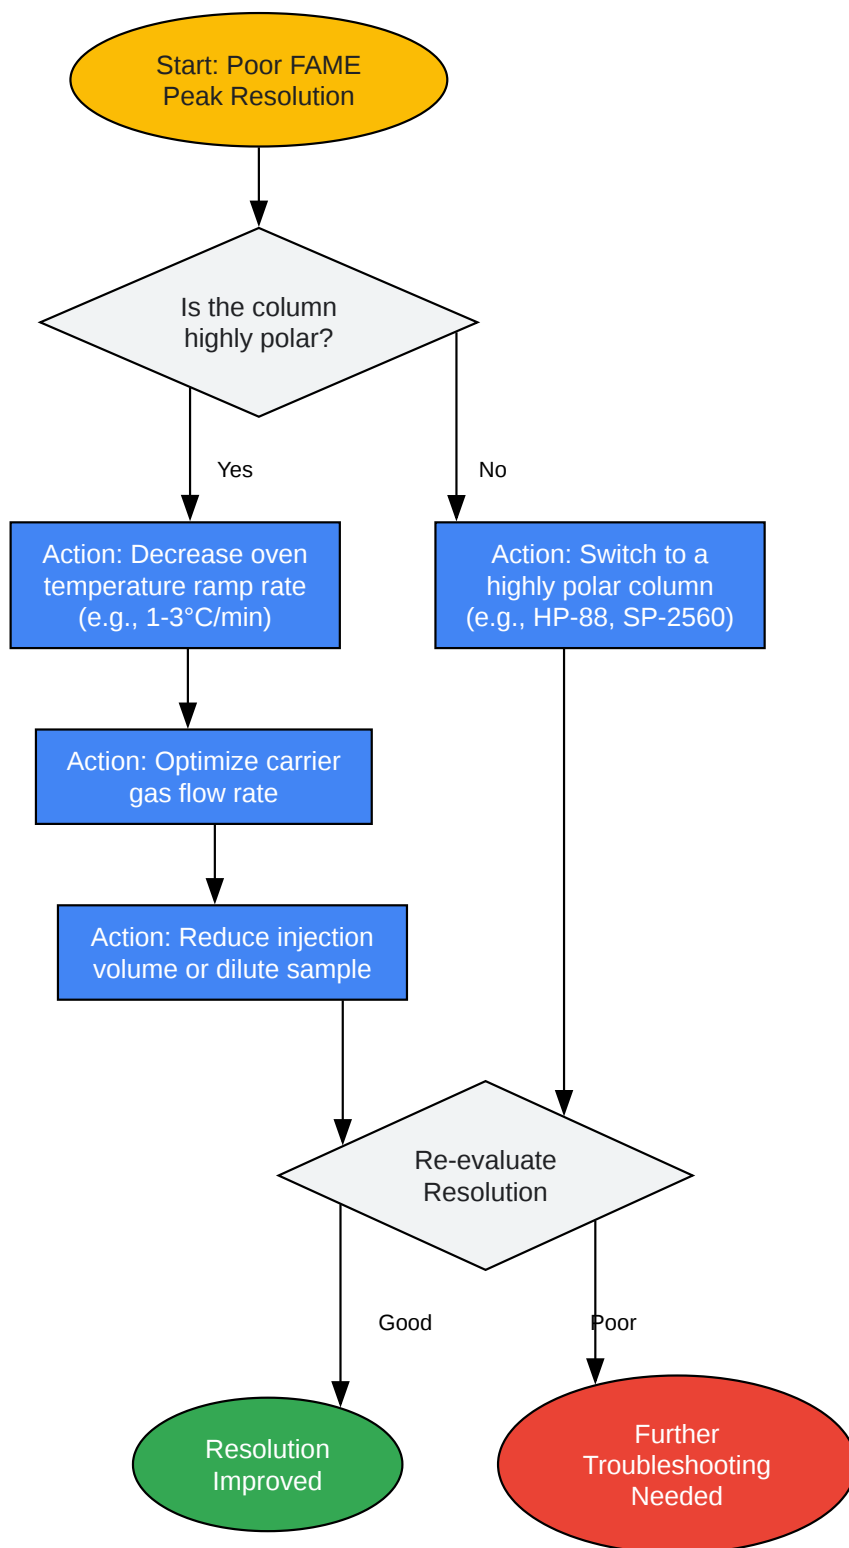 Start: Poor FAME
Peak Resolution
Is the column
highly polar?
Yes
No
Action: Decrease oven
temperature ramp rate
(e.g., 1-3°C/min)
Action: Switch to a
highly polar column
(e.g., HP-88, SP-2560)
Action: Optimize carrier
gas flow rate
Action: Reduce injection
volume or dilute sample
Re-evaluate
Resolution
Good
Poor
Resolution
Improved
Further
Troubleshooting
Needed